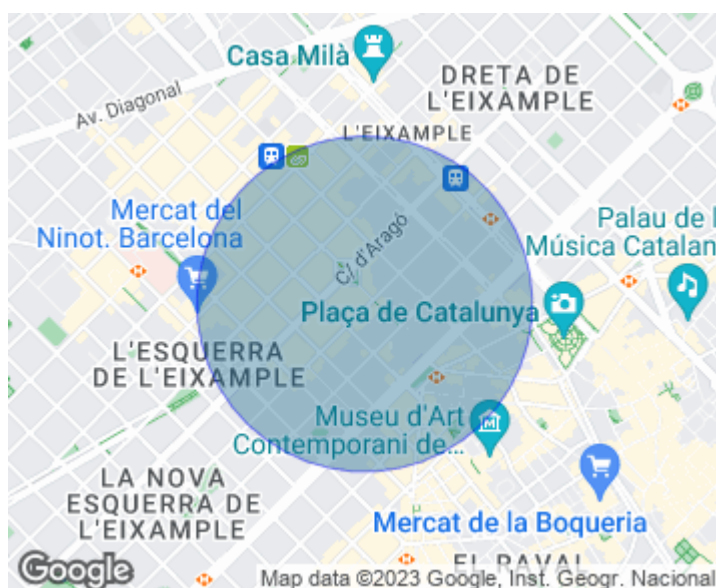 Casa Milà
DRETA DE
L'EIXAMPLE
Av. Diagonal
L'EIXAMPLE
Mercat del
Ninot. Barcelona
C/ d'Aragó
Palau de l
Música Catalan
Plaça de Catalunya
L'ESQUERRA
DE L'EIXAMPLE
Museu d'Art
Contemporani de...
LA NOVA
ESQUERRA DE
L'EIXAMPLE
Mercat de la Boqueria
EL RAVAL
Google
Map data ©2023 Google, Inst. Geogr. Nacional